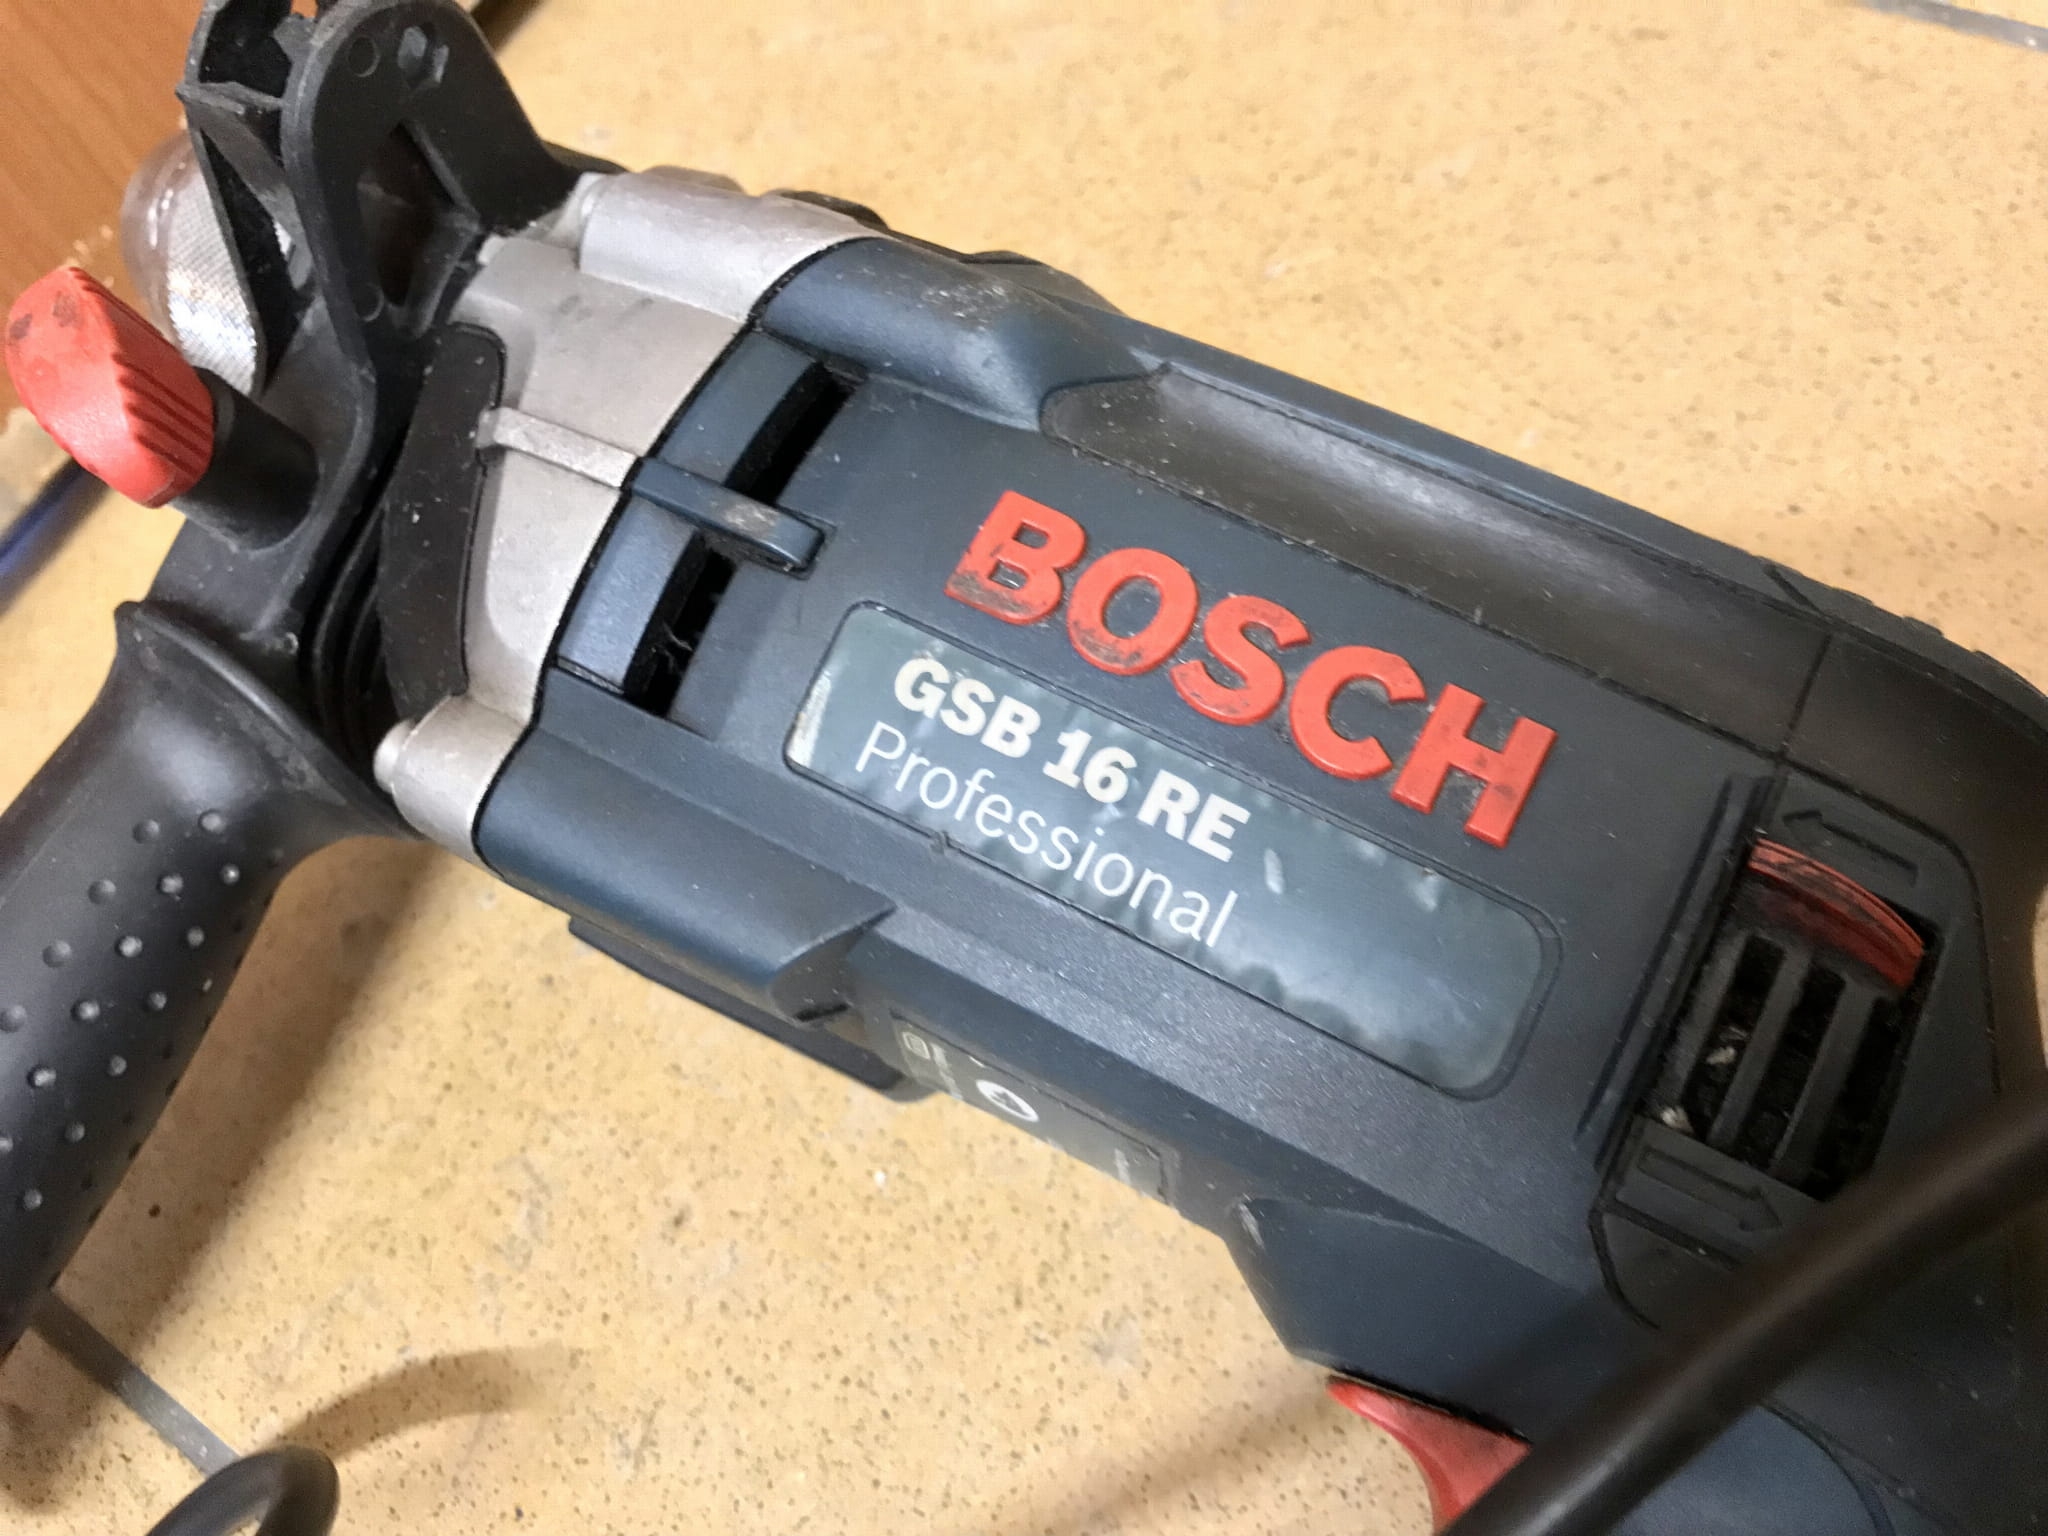 BOSCH
GSB 16 RE
Professional